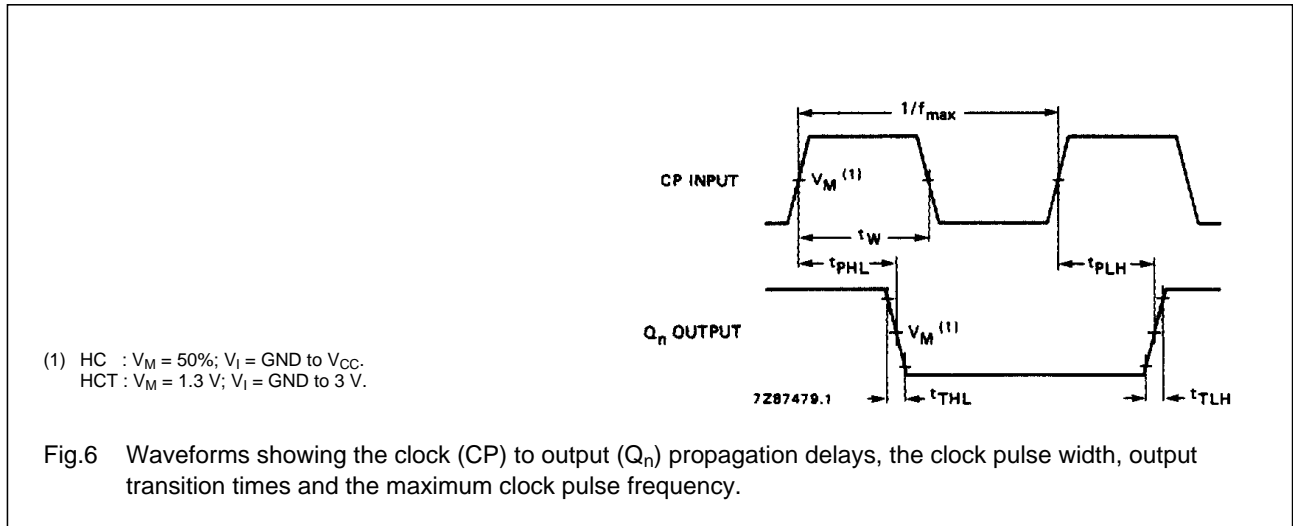 1/fmax
CP INPUT
VM (1)
tW
tPHL
tPLH
Qn OUTPUT
VM (1)
(1) HC : VM = 50%; VI = GND to VCC.
HCT : VM = 1.3 V; VI = GND to 3 V.
7Z87479.1
tTHL
tTLH
Fig.6 Waveforms showing the clock (CP) to output (Qn) propagation delays, the clock pulse width, output
transition times and the maximum clock pulse frequency.